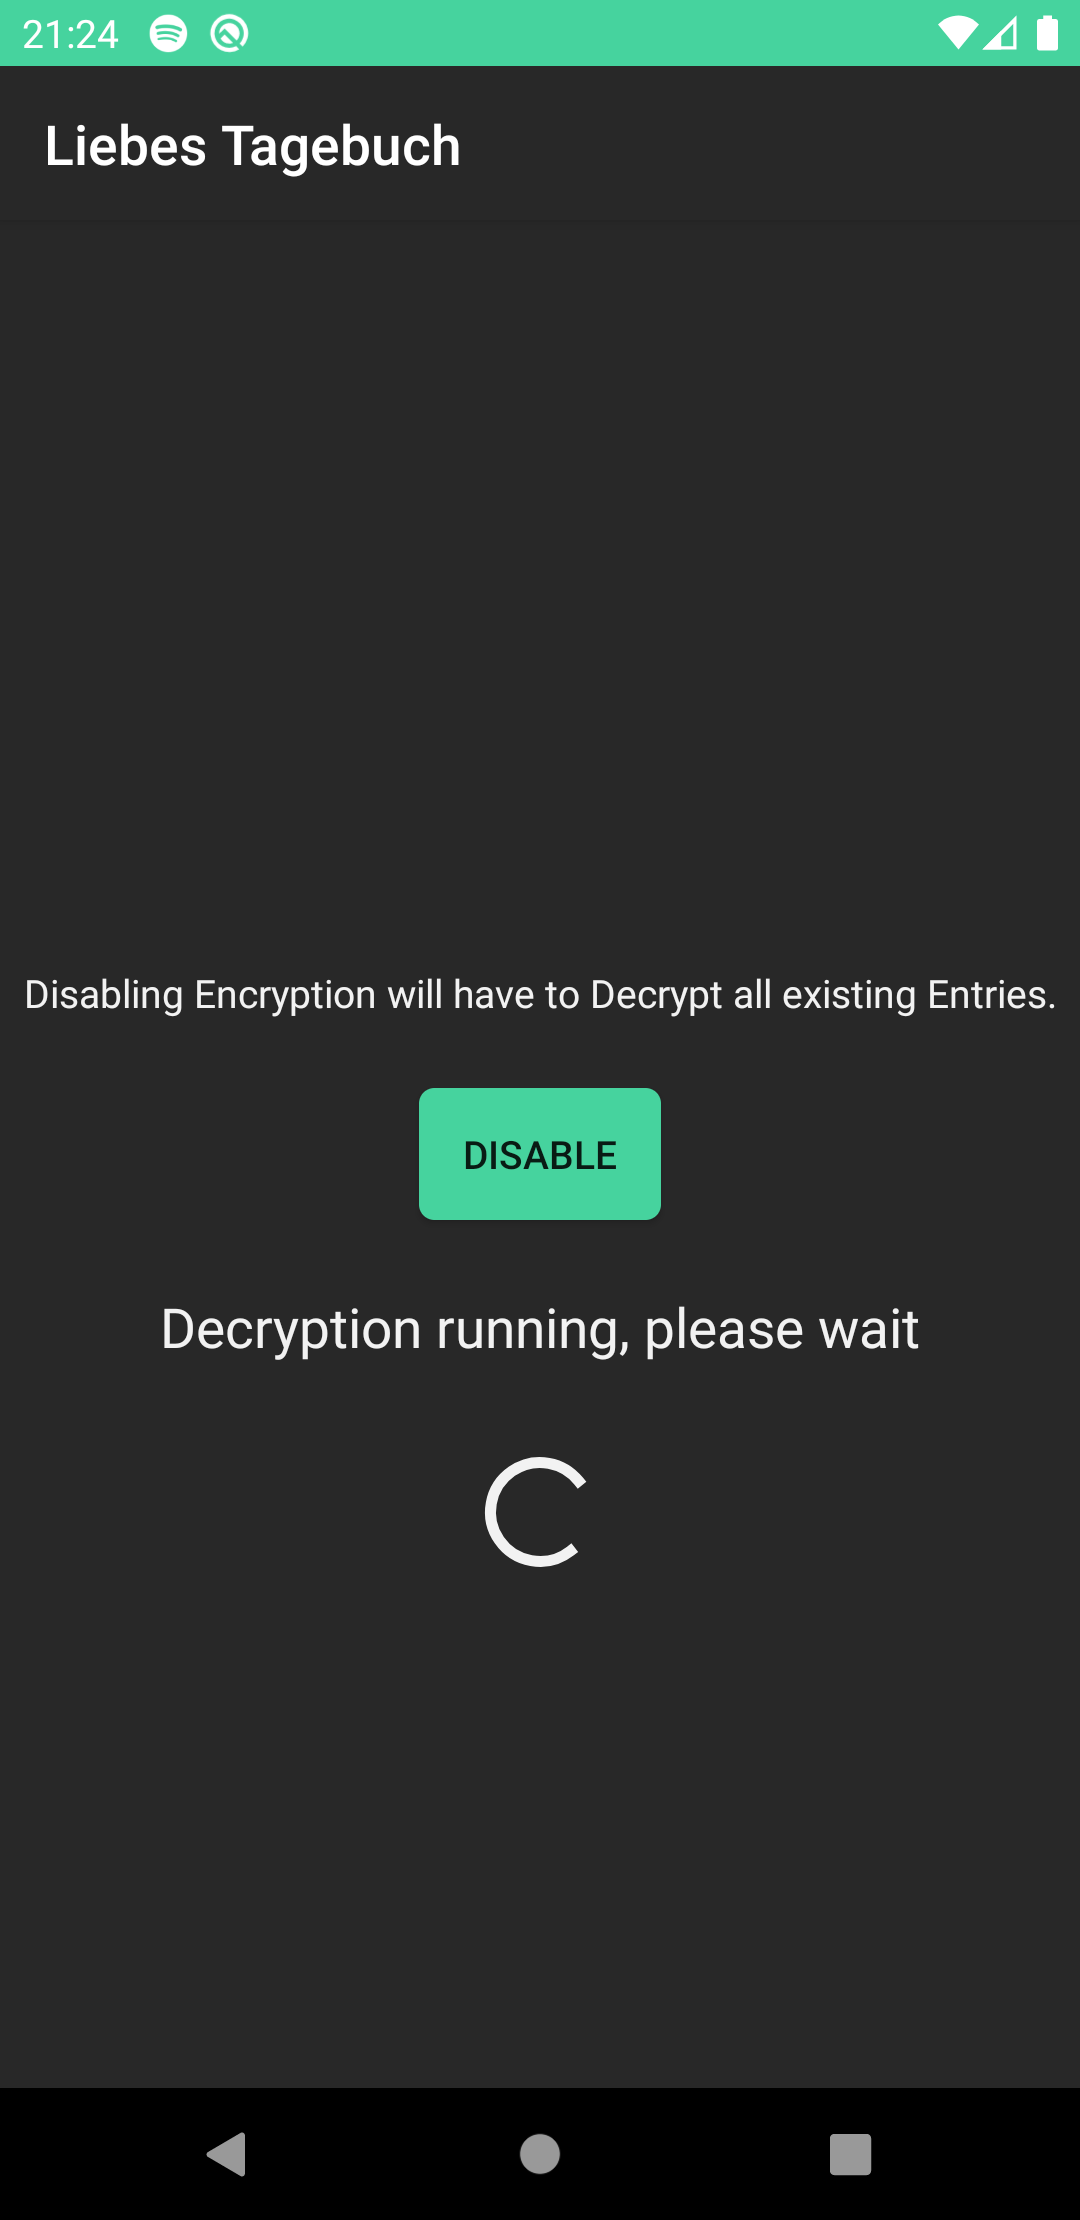 21:24
Liebes Tagebuch
Disabling Encryption will have to Decrypt all existing Entries.
DISABLE
Decryption running, please wait